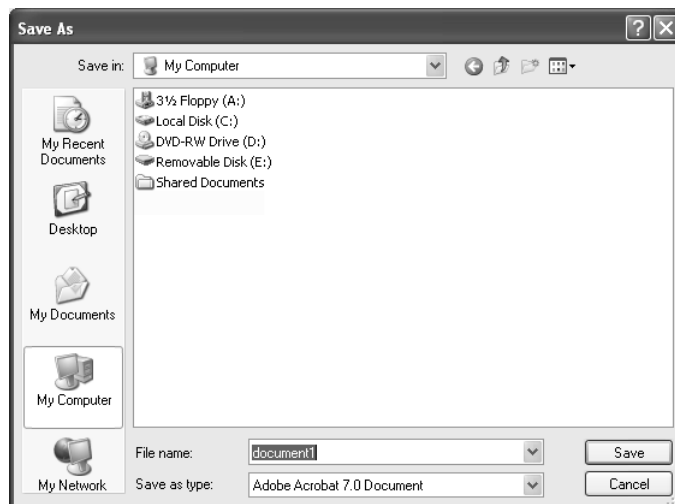 Save As
Save in: My Computer
3½ Floppy (A:)
Local Disk (C:)
DVD-RW Drive (D:)
Removable Disk (E:)
Shared Documents
My Recent
Documents
Desktop
My Documents
My Computer
My Network
File name: document1 Save
Save as type: Adobe Acrobat 7.0 Document Cancel